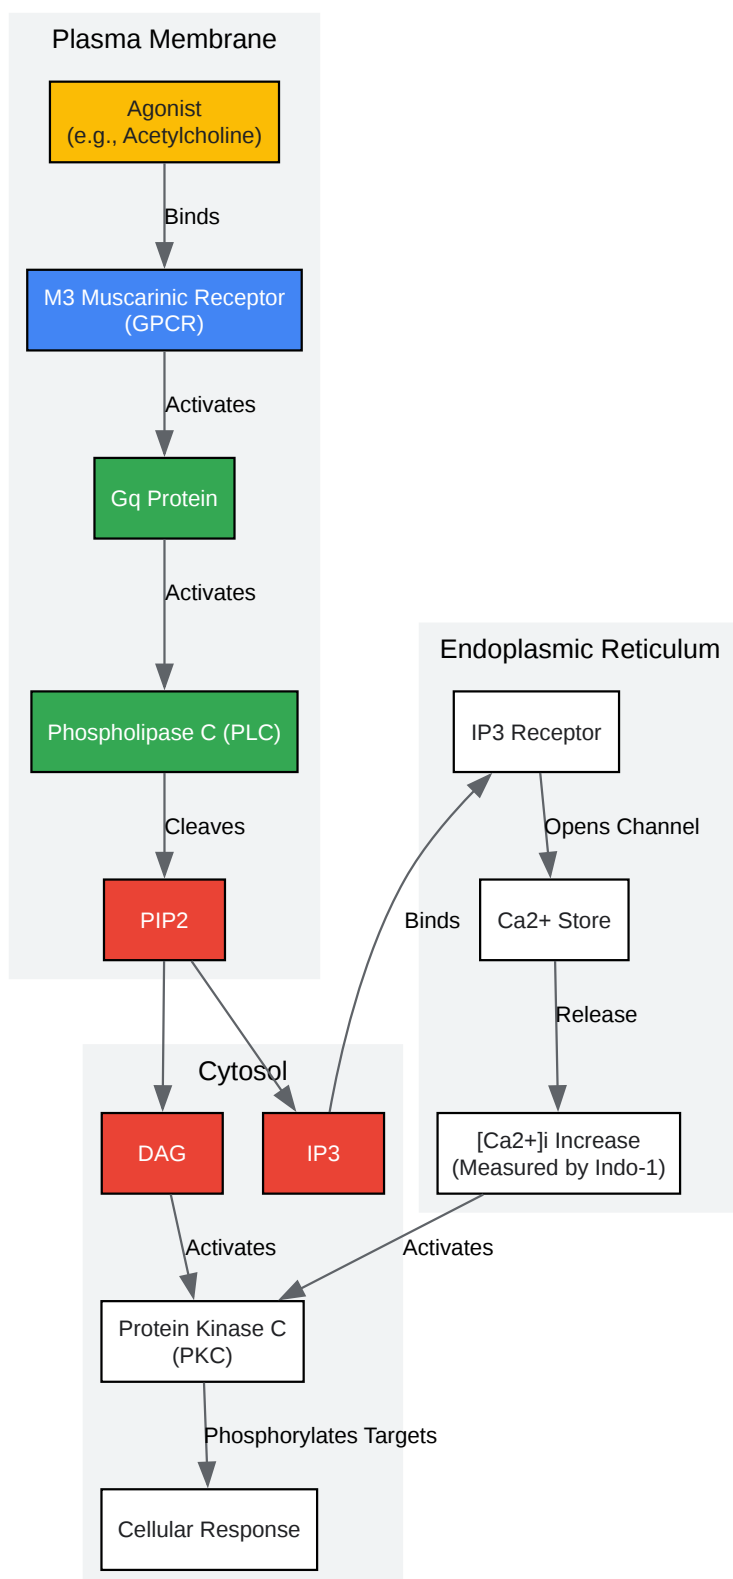 Plasma Membrane
Agonist
(e.g., Acetylcholine)
Binds
M3 Muscarinic Receptor
(GPCR)
Activates
Gq Protein
Activates
Phospholipase C (PLC)
Cleaves
PIP2
Endoplasmic Reticulum
IP3 Receptor
Opens Channel
Ca2+ Store
Binds
Release
[Ca2+]i Increase
(Measured by Indo-1)
Cytosol
DAG
IP3
Activates
Activates
Protein Kinase C
(PKC)
Phosphorylates Targets
Cellular Response